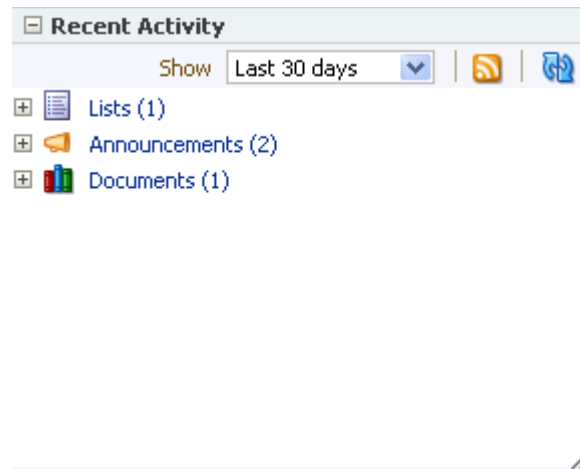 Recent Activity
Show Last 30 days
Lists (1)
Announcements (2)
Documents (1)